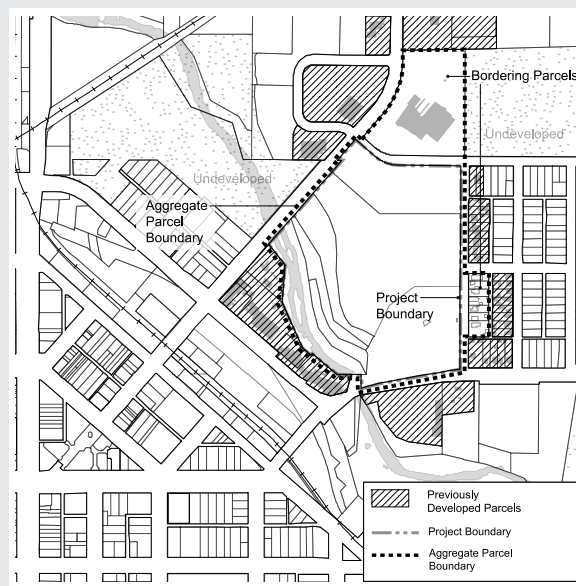 Bordering Parcels
Undeveloped
Undeveloped
Aggregate
Parcel
Boundary
Project
Boundary
Previously
Developed Parcels
Project Boundary
Aggregate Parcel
Boundary